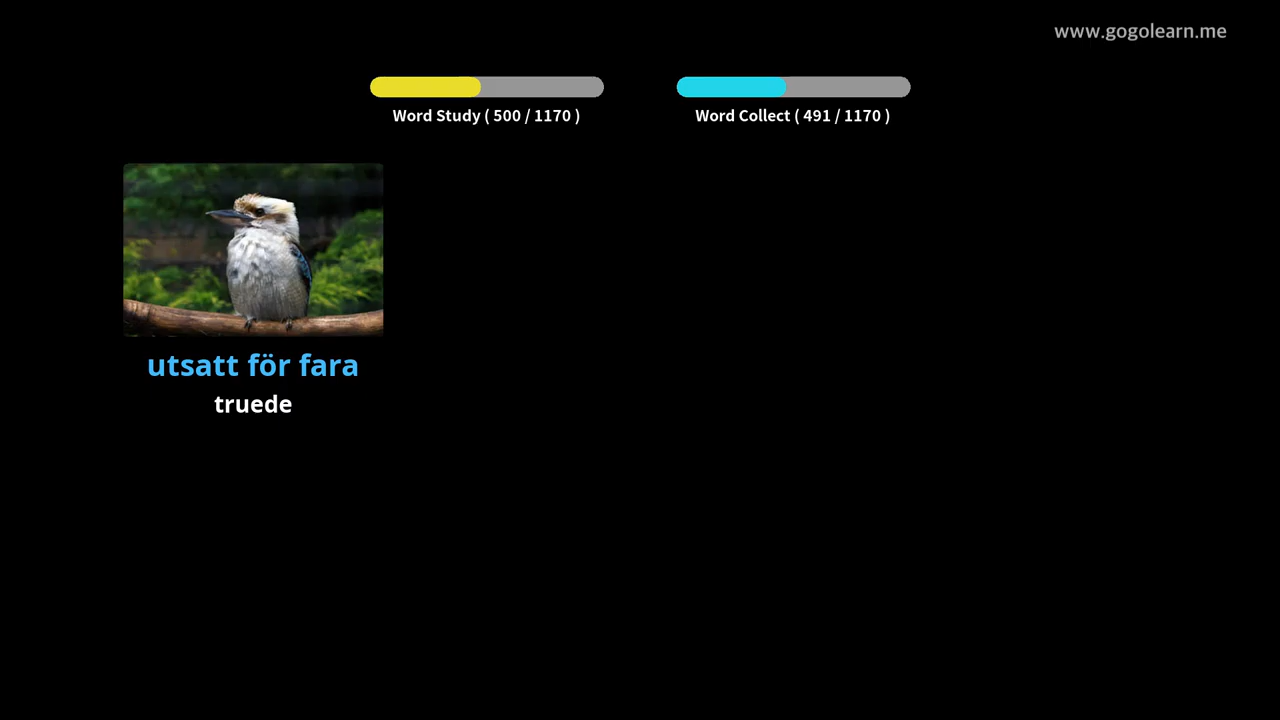 www.gogolearn.me
Word Study ( 500 / 1170 )
Word Collect ( 491 / 1170 )
utsatt för fara
truede